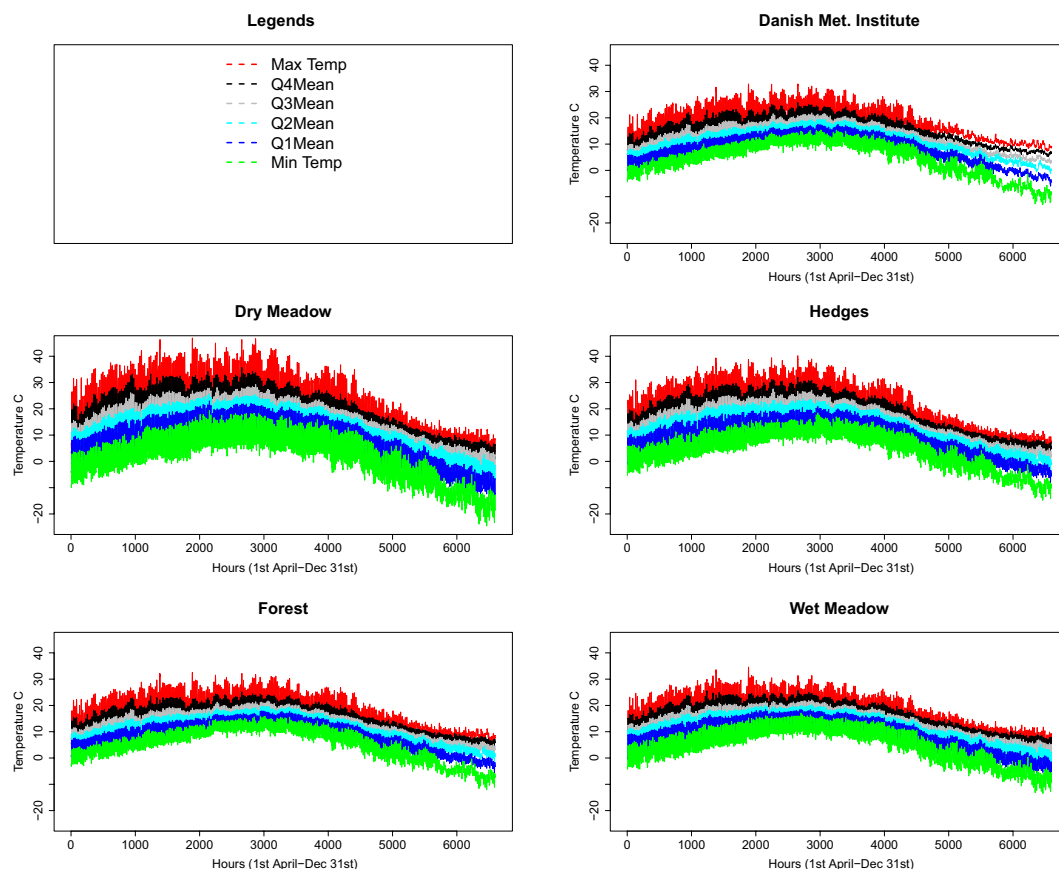 Legends
Max Temp
Q4Mean
Q3Mean
Q2Mean
Q1Mean
Min Temp
Danish Met. Institute
Temperature C
-20
0
10
20
30
40
0 1000 2000 3000 4000 5000 6000
Hours (1st April-Dec 31st)
Dry Meadow
Temperature C
-20
0
10
20
30
40
0 1000 2000 3000 4000 5000 6000
Hours (1st April-Dec 31st)
Hedges
Temperature C
-20
0
10
20
30
40
0 1000 2000 3000 4000 5000 6000
Hours (1st April-Dec 31st)
Forest
Temperature C
-20
0
10
20
30
40
0 1000 2000 3000 4000 5000 6000
Hours (1st April-Dec 31st)
Wet Meadow
Temperature C
-20
0
10
20
30
40
0 1000 2000 3000 4000 5000 6000
Hours (1st April-Dec 31st)